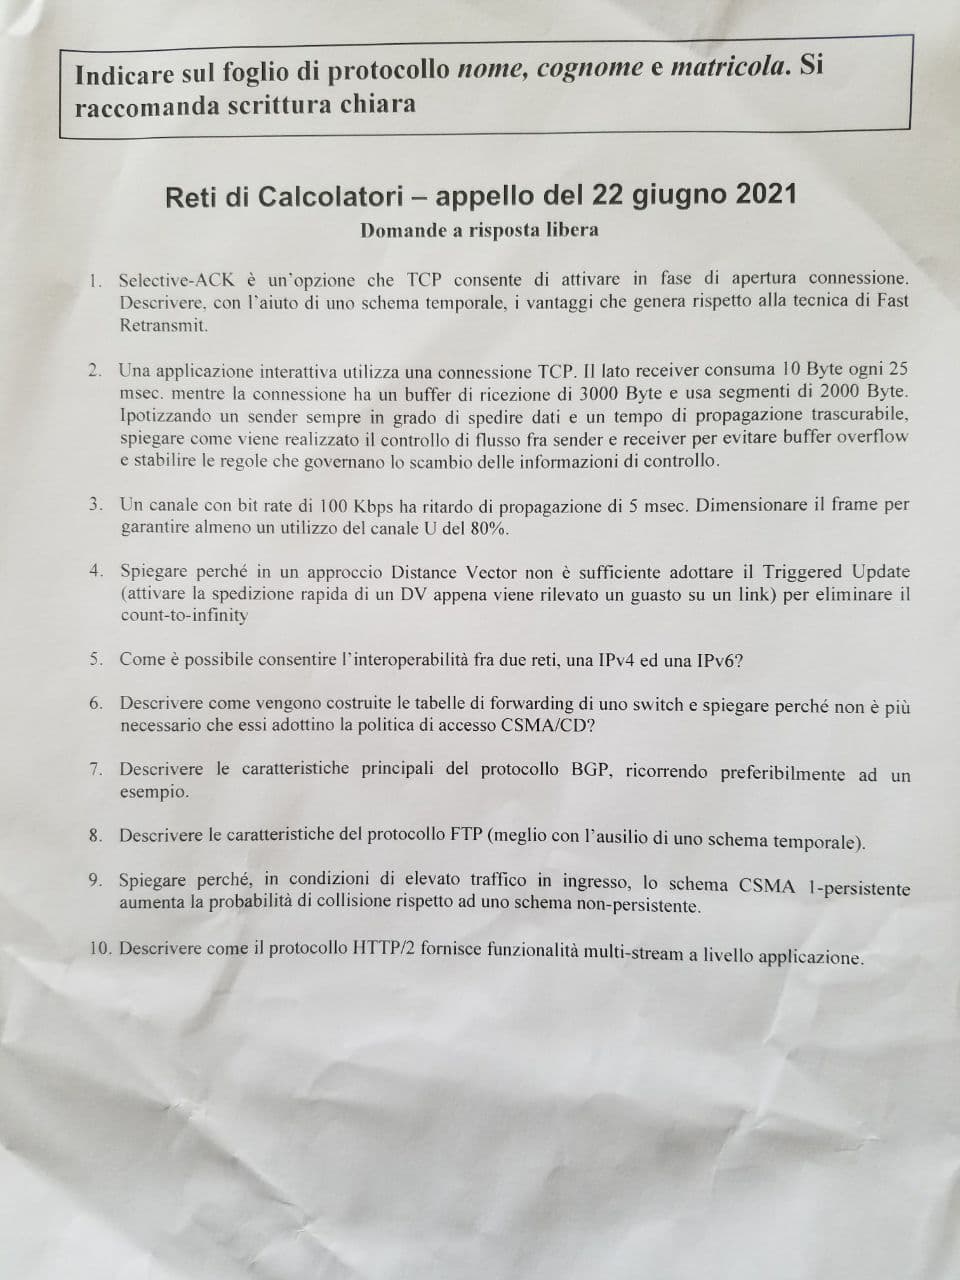 Indicare sul foglio di protocollo nome, cognome e matricola. Si
raccomanda scrittura chiara
Reti di Calcolatori – appello del 22 giugno 2021
Domande a risposta libera
1. Selective-ACK è un'opzione che TCP consente di attivare in fase di apertura connessione.
Descrivere, con l'aiuto di uno schema temporale, i vantaggi che genera rispetto alla tecnica di Fast
Retransmit.
2. Una applicazione interattiva utilizza una connessione TCP. Il lato receiver consuma 10 Byte ogni 25
msec. mentre la connessione ha un buffer di ricezione di 3000 Byte e usa segmenti di 2000 Byte.
Ipotizzando un sender sempre in grado di spedire dati e un tempo di propagazione trascurabile,
spiegare come viene realizzato il controllo di flusso fra sender e receiver per evitare buffer overflow
e stabilire le regole che governano lo scambio delle informazioni di controllo.
3. Un canale con bit rate di 100 Kbps ha ritardo di propagazione di 5 msec. Dimensionare il frame per
garantire almeno un utilizzo del canale U del 80%.
4. Spiegare perché in un approccio Distance Vector non è sufficiente adottare il Triggered Update
(attivare la spedizione rapida di un DV appena viene rilevato un guasto su un link) per eliminare il
count-to-infinity
5. Come è possibile consentire l'interoperabilità fra due reti, una IPv4 ed una IPv6?
6. Descrivere come vengono costruite le tabelle di forwarding di uno switch e spiegare perché non è più
necessario che essi adottino la politica di accesso CSMA/CD?
7. Descrivere le caratteristiche principali del protocollo BGP, ricorrendo preferibilmente ad un
esempio.
8. Descrivere le caratteristiche del protocollo FTP (meglio con l'ausilio di uno schema temporale).
9. Spiegare perché, in condizioni di elevato traffico in ingresso, lo schema CSMA 1-persistente
aumenta la probabilità di collisione rispetto ad uno schema non-persistente.
10. Descrivere come il protocollo HTTP/2 fornisce funzionalità multi-stream a livello applicazione.